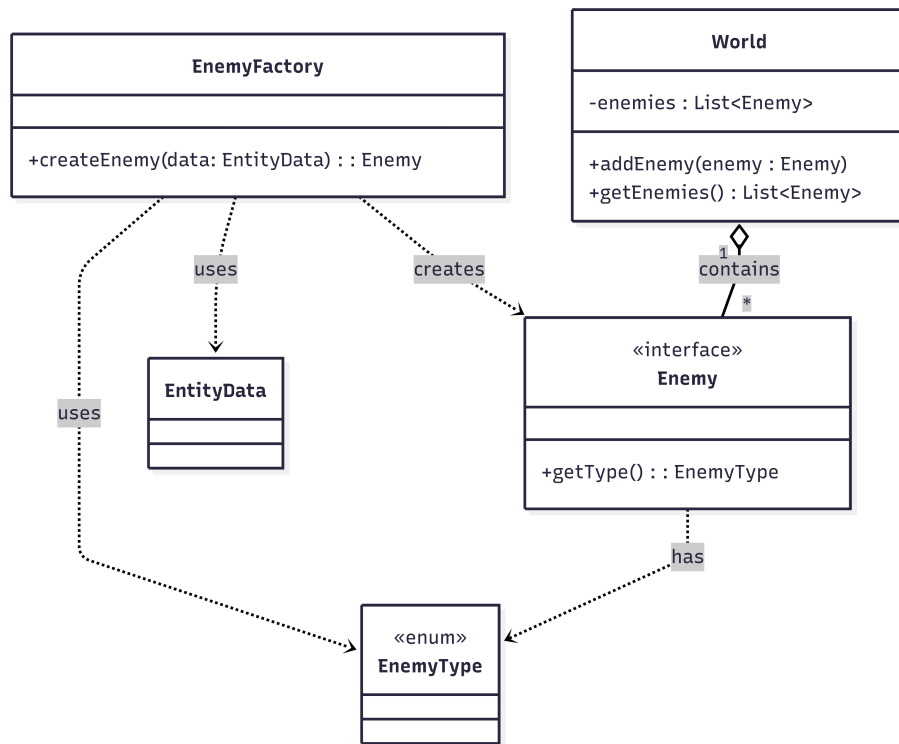 EnemyFactory
+createEnemy(data: EntityData) : : Enemy
World
-enemies : List<Enemy>
+addEnemy(enemy : Enemy)
+getEnemies() : List<Enemy>
uses
creates
1
contains
*
«interface»
Enemy
+getType() : : EnemyType
EntityData
uses
has
«enum»
EnemyType